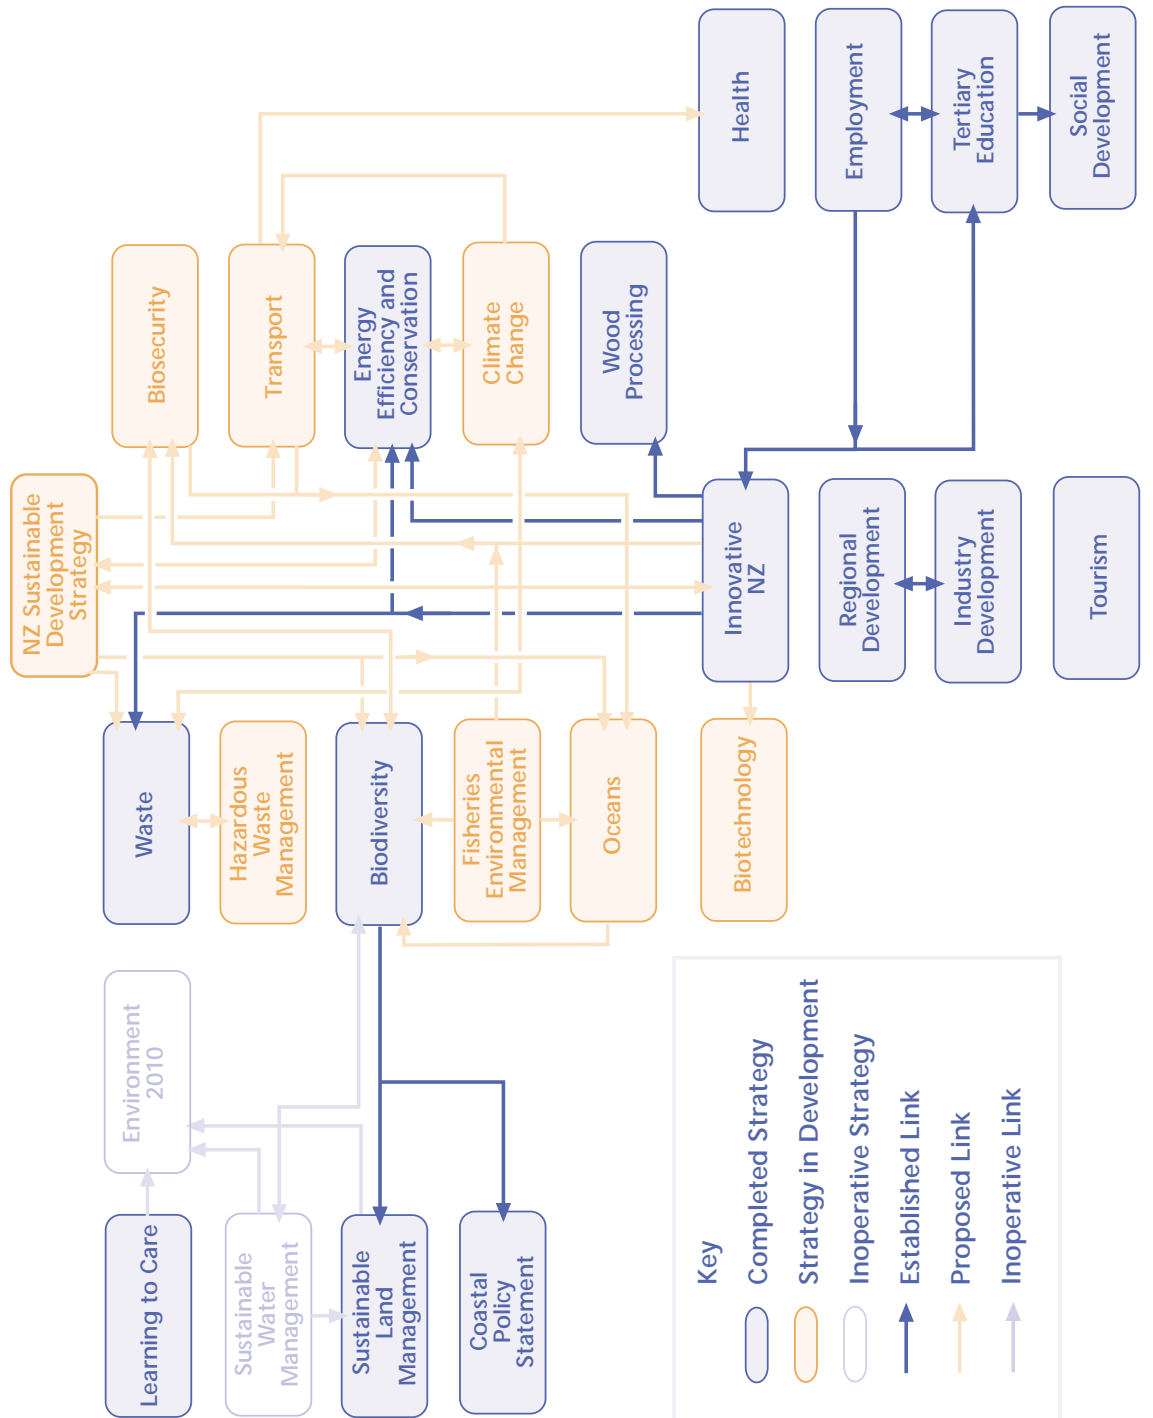 NZ Sustainable
Development
Strategy
Learning to Care
Environment
2010
Waste
Biosecurity
Sustainable
Water
Management
Hazardous
Waste
Management
Transport
Sustainable
Land
Management
Biodiversity
Energy
Efficiency and
Conservation
Coastal
Policy
Statement
Fisheries
Environmental
Management
Climate
Change
Oceans
Wood
Processing
Biotechnology
Innovative
NZ
Health
Regional
Development
Employment
Industry
Development
Tertiary
Education
Tourism
Social
Development
Key
Completed Strategy
Strategy in Development
Inoperative Strategy
Established Link
Proposed Link
Inoperative Link